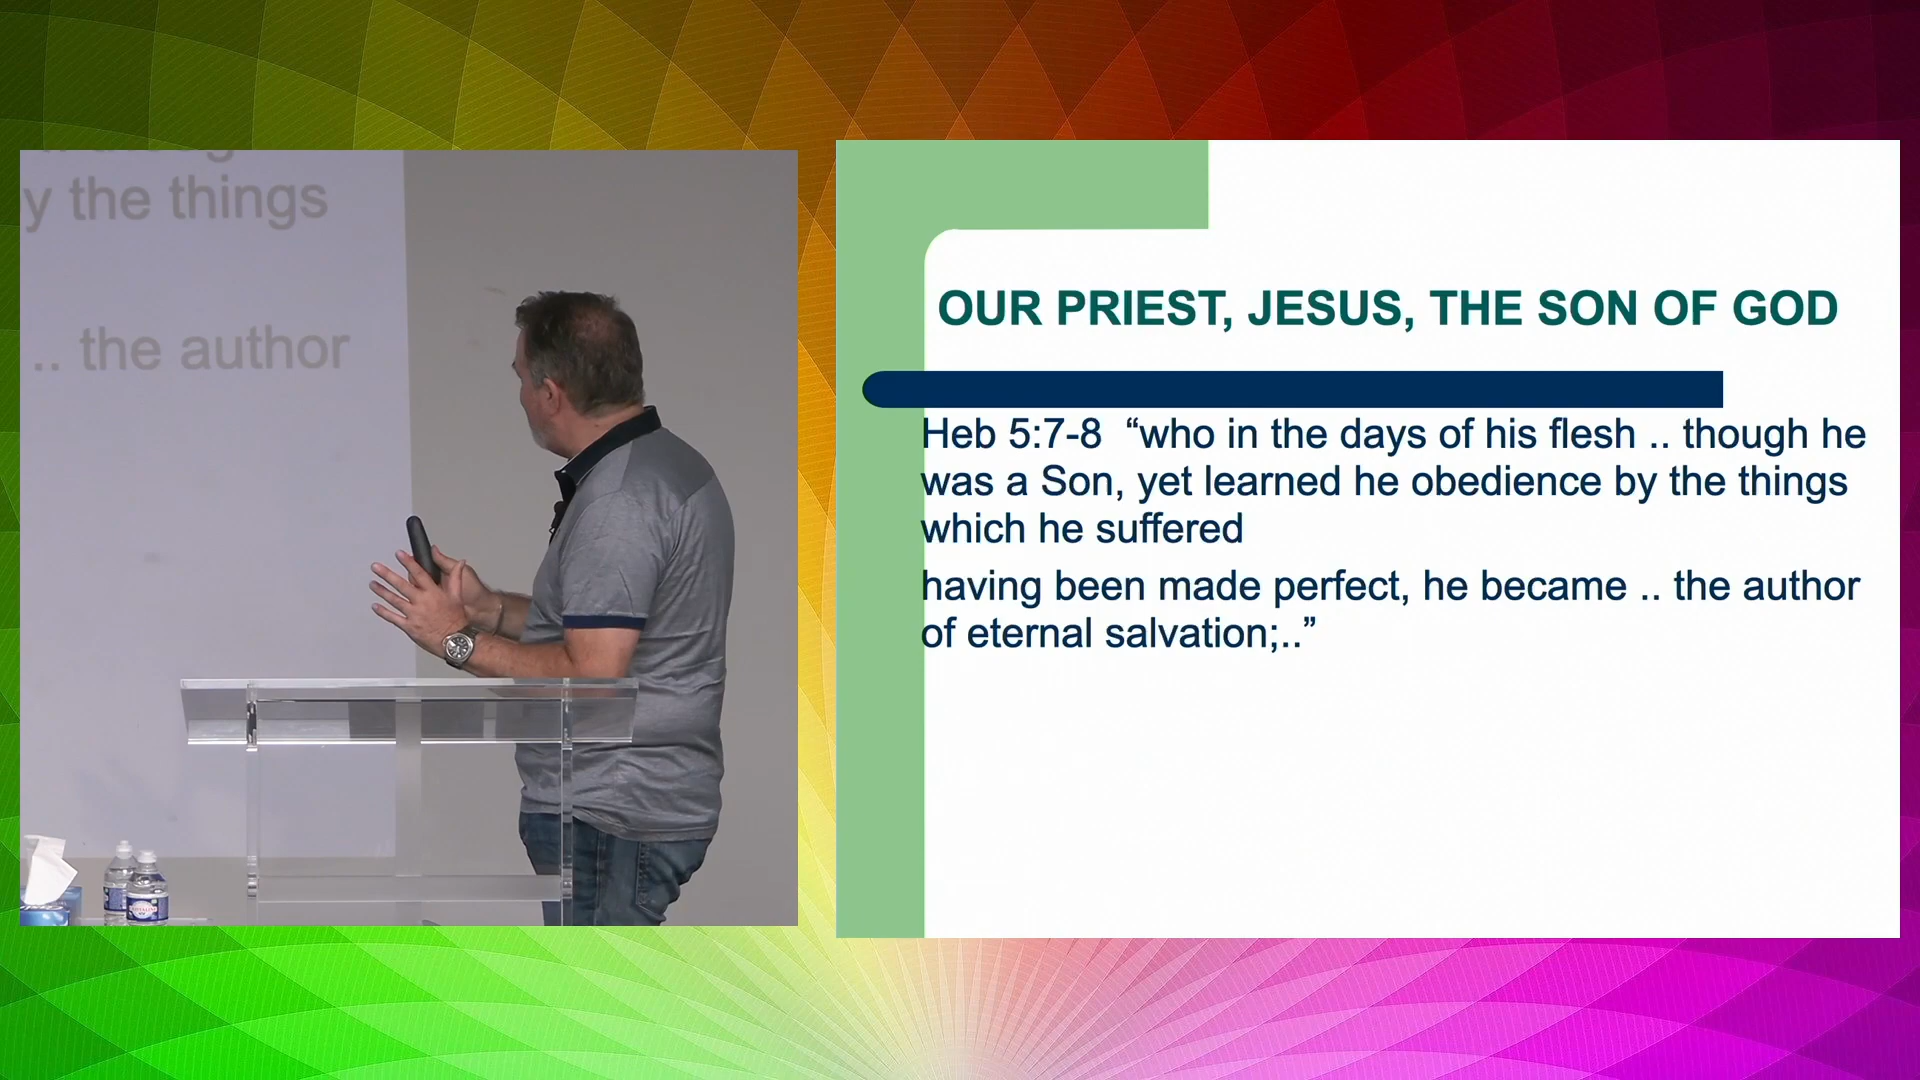 y the things
.. the author
OUR PRIEST, JESUS, THE SON OF GOD
Heb 5:7-8 “who in the days of his flesh .. though he
was a Son, yet learned he obedience by the things
which he suffered
having been made perfect, he became .. the author
of eternal salvation;..”